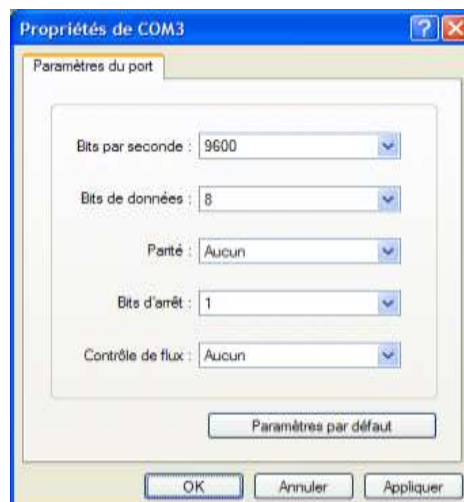 Propriétés de COM3
Paramètres du port
Bits par seconde : 9600
Bits de données : 8
Parité : Aucun
Bits d'arrêt : 1
Contrôle de flux : Aucun
Paramètres par défaut
OK Annuler Appliquer